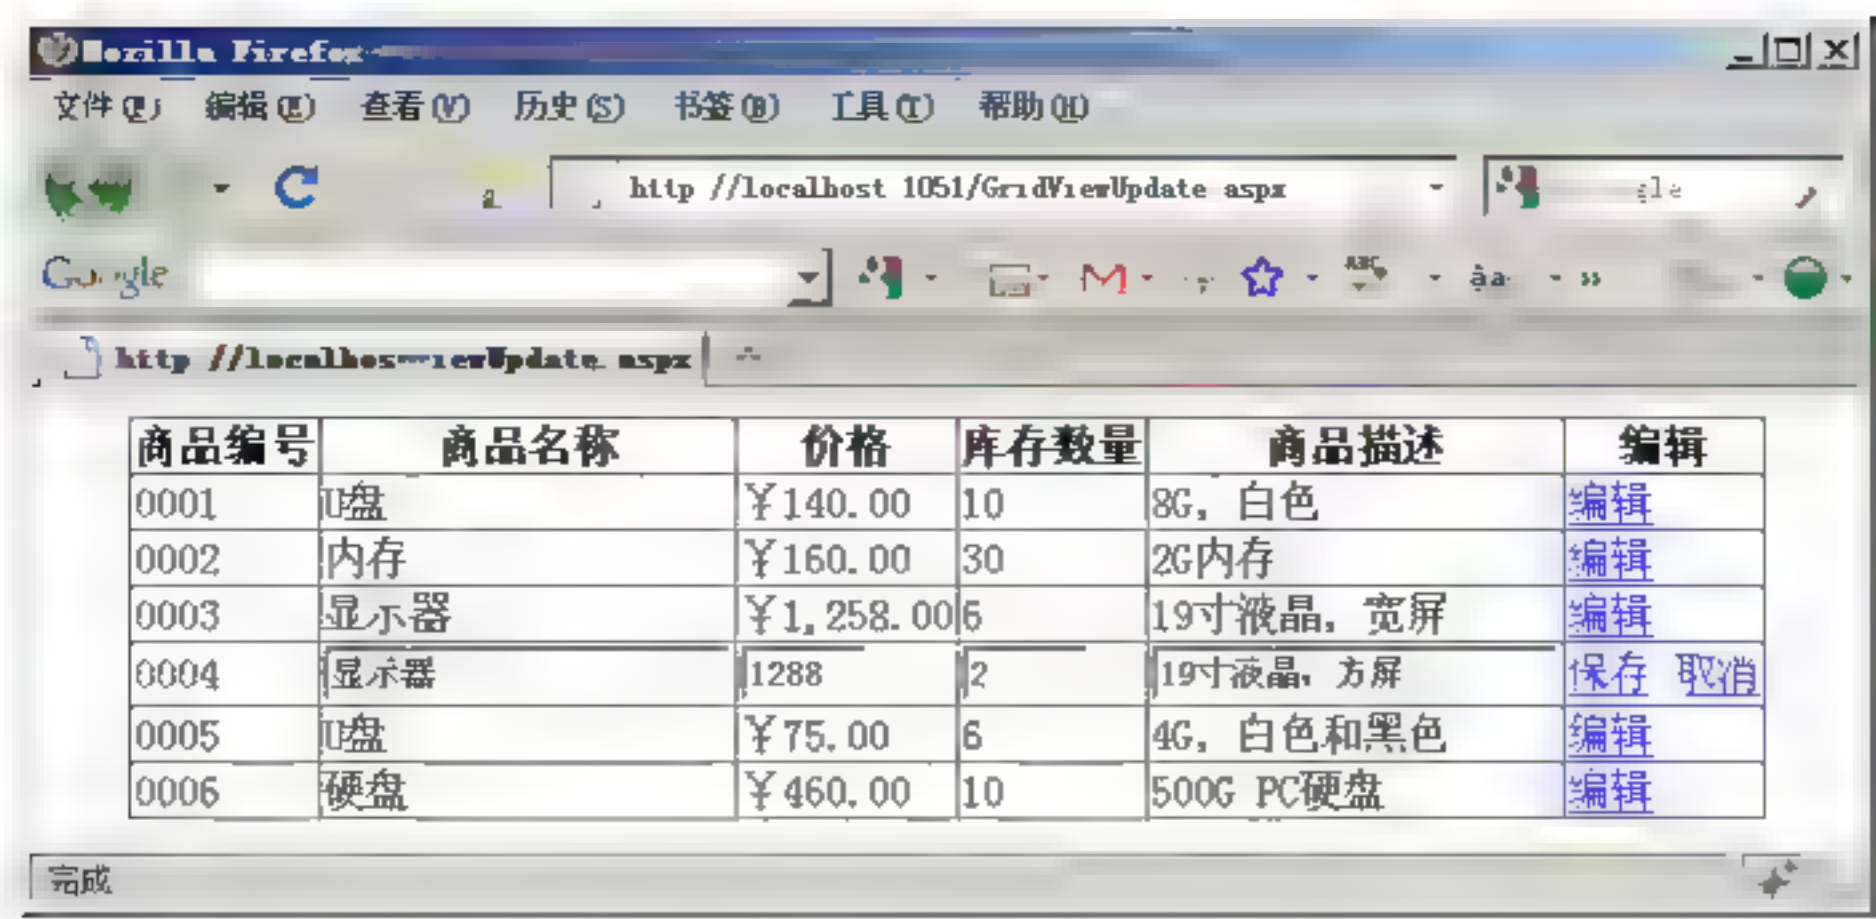 Mozilla Firefox
文件(F) 编辑(E) 查看(V) 历史(S) 书签(B) 工具(T) 帮助(H)
http //localhost 1051/GridViewUpdate aspx
Google
http //localhos iewUpdate aspx
商品编号 商品名称 价格 库存数量 商品描述 编辑
0001 U盘 ¥140.00 10 8G, 白色 编辑
0002 内存 ¥160.00 30 2G内存 编辑
0003 显示器 ¥1,258.00 6 19寸液晶, 宽屏 编辑
0004 显示器 1288 2 19寸液晶, 方屏 保存 取消
0005 U盘 ¥75.00 6 4G, 白色和黑色 编辑
0006 硬盘 ¥460.00 10 500G PC硬盘 编辑
完成